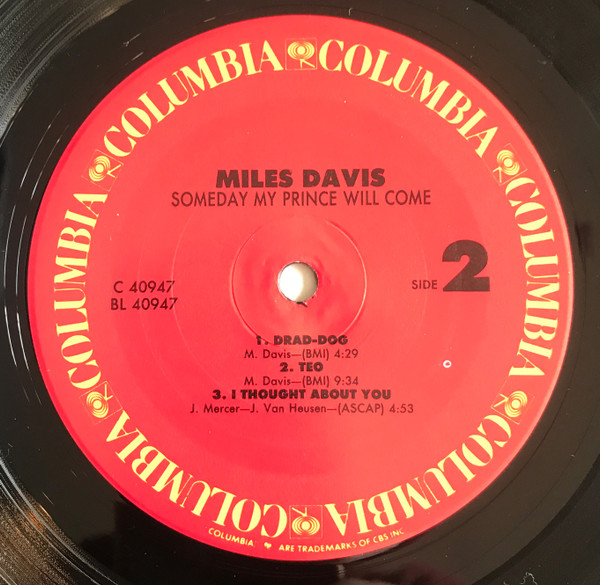 COLUMBIA COLUMBIA COLUMBIA COLUMBIA COLUMBIA COLUMBIA COLUMBIA COLUMBIA
MILES DAVIS
SOMEDAY MY PRINCE WILL COME
C 40947
BL 40947
SIDE 2
1. DRAD-DOG
M. Davis—(BMI) 4:29
2. TEO
M. Davis—(BMI) 9:34
3. I THOUGHT ABOUT YOU
J. Mercer—J. Van Heusen—(ASCAP) 4:53
COLUMBIA, ARE TRADEMARKS OF CBS INC.